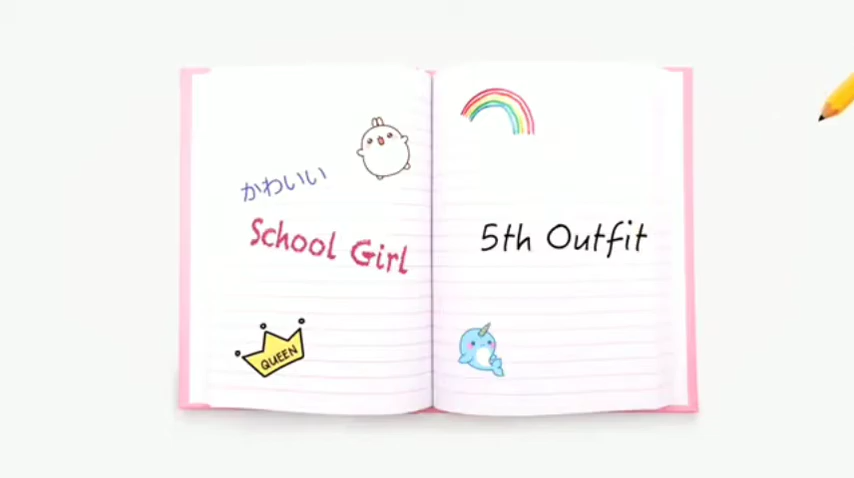 かわいい
School Girl
QUEEN
5th Outfit